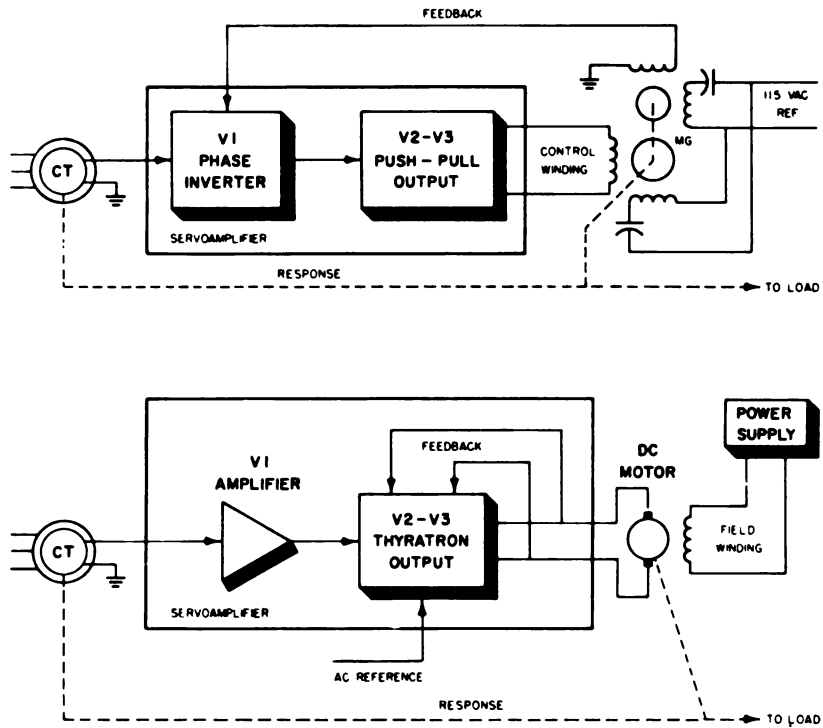 FEEDBACK
115 VAC
REF
V1
PHASE
INVERTER
V2-V3
PUSH-PULL
OUTPUT
CONTROL
WINDING
MG
CT
SERVOAMPLIFIER
RESPONSE
TO LOAD
POWER
SUPPLY
FEEDBACK
DC
MOTOR
V1
AMPLIFIER
V2-V3
THYRATRON
OUTPUT
FIELD
WINDING
CT
SERVOAMPLIFIER
AC REFERENCE
RESPONSE
TO LOAD